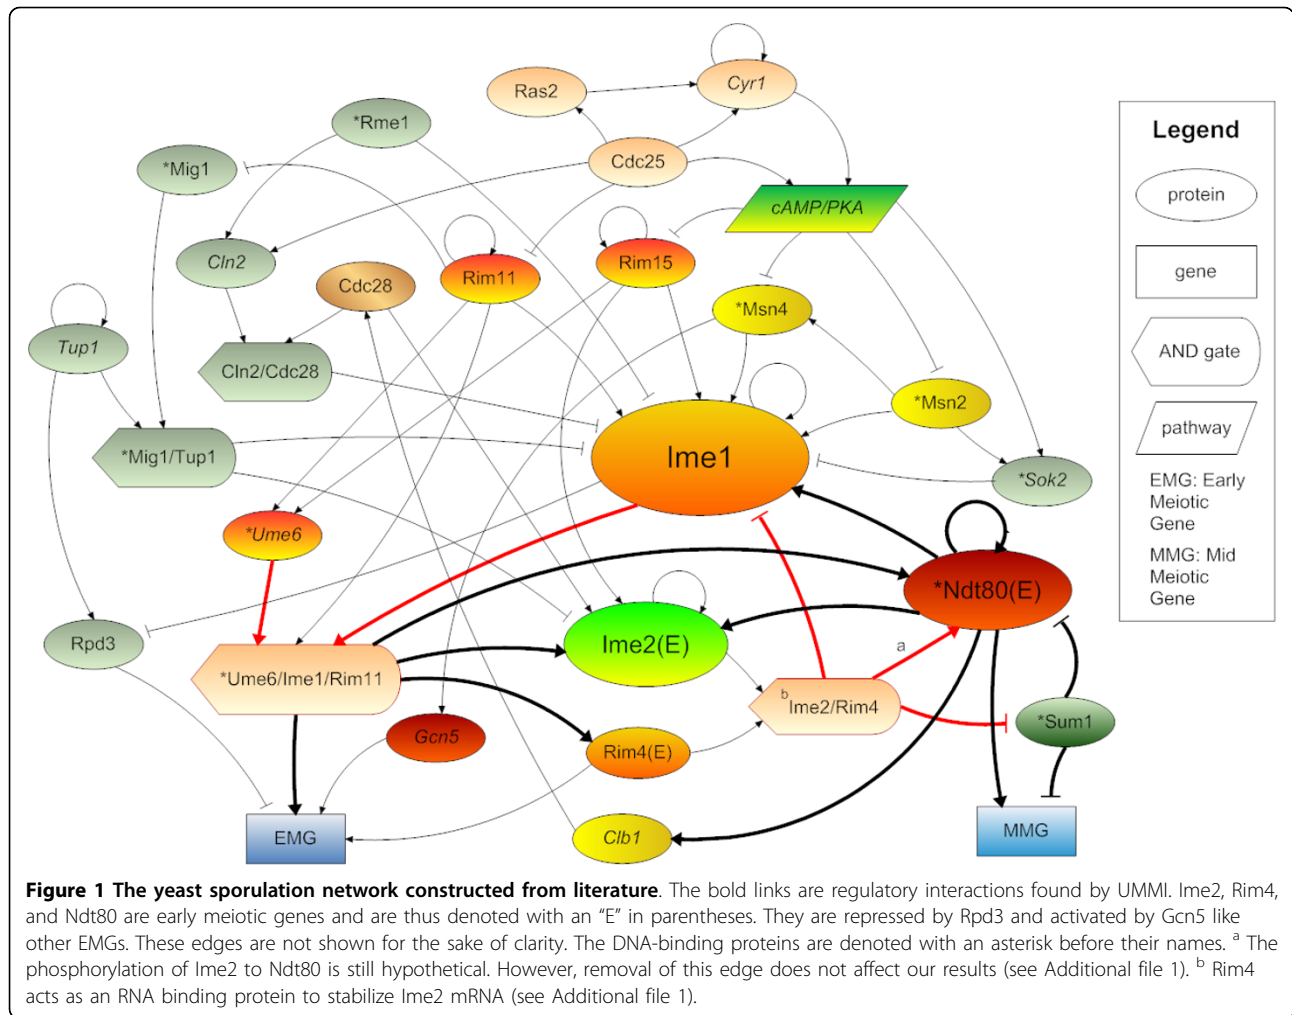 Ras2
Cyr1
*Rme1
*Mig1
Cdc25
cAMP/PKA
Cln2
Cdc28
Rim11
Rim15
*Msn4
Tup1
Cln2/Cdc28
*Msn2
*Mig1/Tup1
Ime1
*Sok2
*Ume6
*Ndt80(E)
Rpd3
Ime2(E)
a
*Ume6/Ime1/Rim11
b Ime2/Rim4
*Sum1
Gcn5
Rim4(E)
EMG
Clb1
MMG
Legend
protein
gene
AND gate
pathway
EMG: Early
Meiotic
Gene
MMG: Mid
Meiotic
Gene
Figure 1 The yeast sporulation network constructed from literature. The bold links are regulatory interactions found by UMMI. Ime2, Rim4,
and Ndt80 are early meiotic genes and are thus denoted with an “E” in parentheses. They are repressed by Rpd3 and activated by Gcn5 like
other EMGs. These edges are not shown for the sake of clarity. The DNA-binding proteins are denoted with an asterisk before their names. a The
phosphorylation of Ime2 to Ndt80 is still hypothetical. However, removal of this edge does not affect our results (see Additional file 1). b Rim4
acts as an RNA binding protein to stabilize Ime2 mRNA (see Additional file 1).